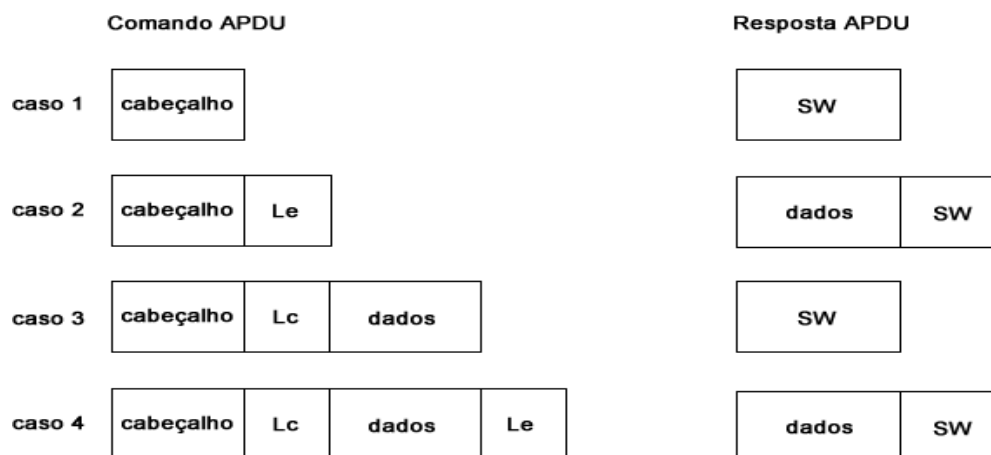 Comando APDU Resposta APDU
caso 1 cabeçalho SW
caso 2 cabeçalho Le dados SW
caso 3 cabeçalho Lc dados SW
caso 4 cabeçalho Lc dados Le dados SW